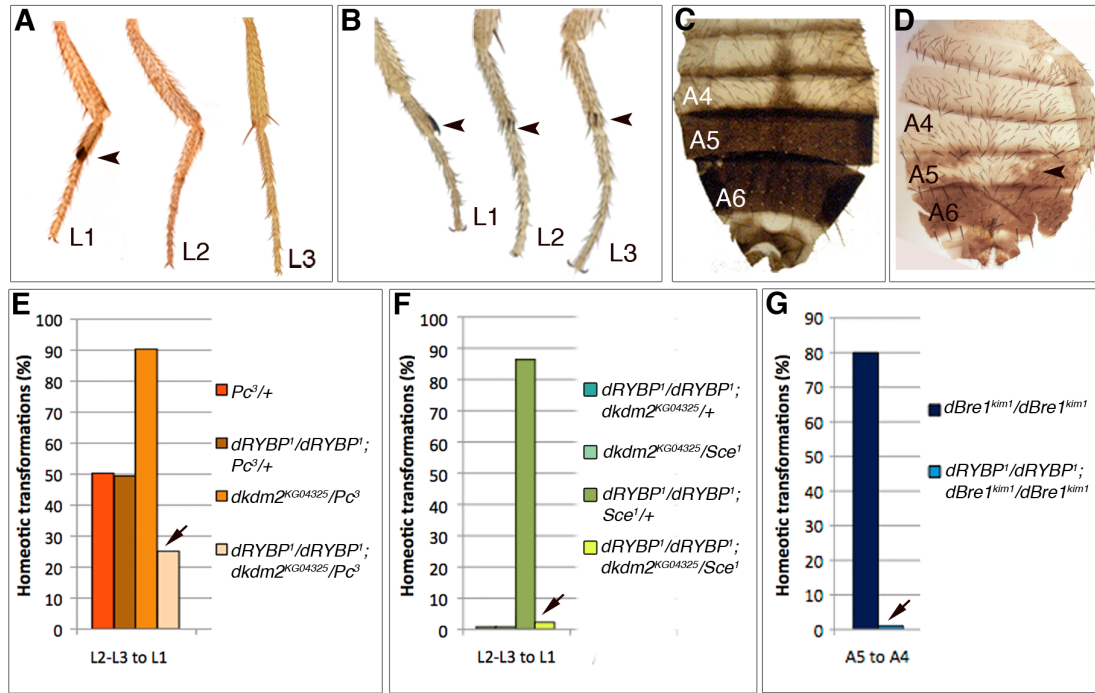 A
L1
L2
L3
B
L1
L2
L3
C
A4
A5
A6
D
A4
A5
A6
E
Homeotic transformations (%)
100
90
80
70
60
50
40
30
20
10
0
L2-L3 to L1
Pc³/+
dRYBP¹/dRYBP¹;
Pc³/+
dkdm2ᴷᴳ⁰⁴³²⁵/Pc³
dRYBP¹/dRYBP¹;
dkdm2ᴷᴳ⁰⁴³²⁵/Pc³
F
Homeotic transformations (%)
100
90
80
70
60
50
40
30
20
10
0
L2-L3 to L1
dRYBP¹/dRYBP¹;
dkdm2ᴷᴳ⁰⁴³²⁵/+
dkdm2ᴷᴳ⁰⁴³²⁵/Sce¹
dRYBP¹/dRYBP¹;
Sce¹/+
dRYBP¹/dRYBP¹;
dkdm2ᴷᴳ⁰⁴³²⁵/Sce¹
G
Homeotic transformations (%)
90
80
70
60
50
40
30
20
10
0
A5 to A4
dBre1ᵏⁱᵐ¹/dBre1ᵏⁱᵐ¹
dRYBP¹/dRYBP¹;
dBre1ᵏⁱᵐ¹/dBre1ᵏⁱᵐ¹